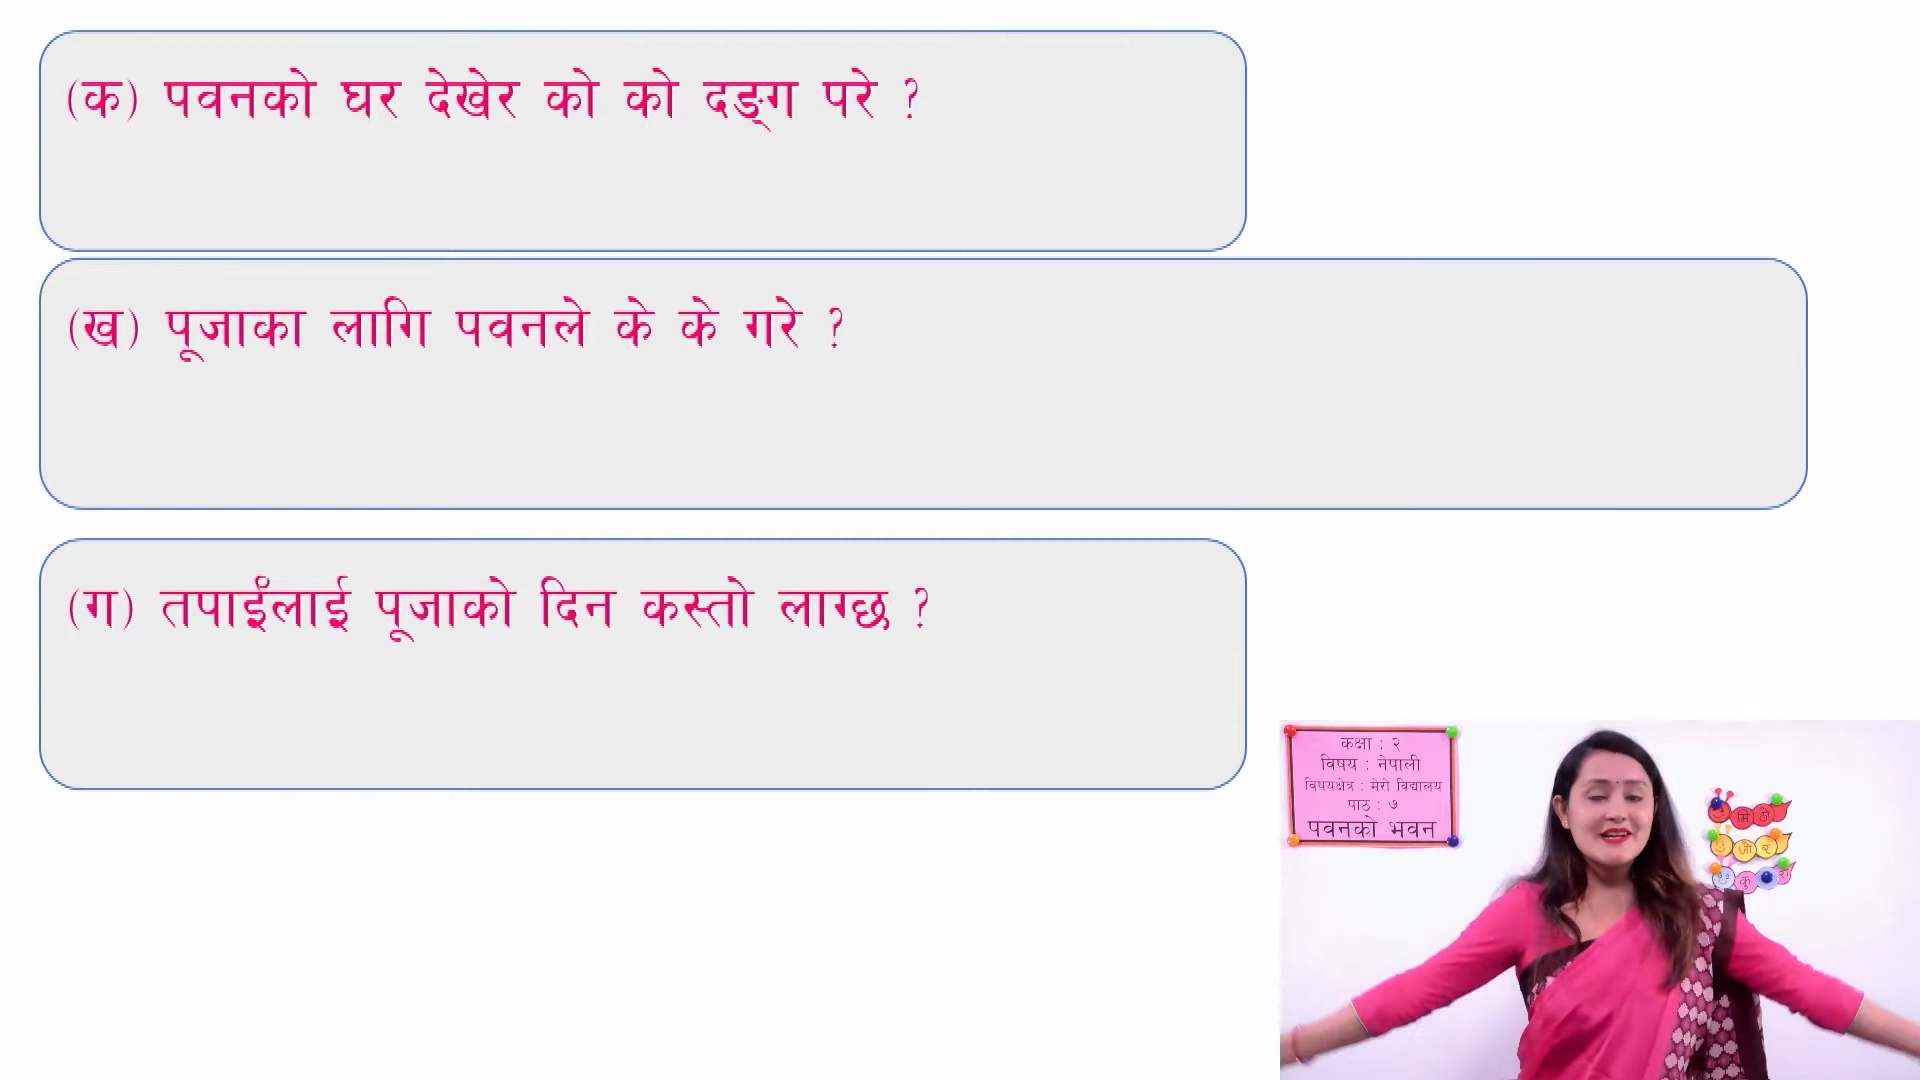 (क) पवनको घर देखेर को को दङ्ग परे ?
(ख) पूजाका लागि पवनले के के गरे ?
(ग) तपाईंलाई पूजाको दिन कस्तो लाग्छ ?
कक्षा : २
विषय : नेपाली
विषयक्षेत्र : मेरो विद्यालय
पाठ : ७
पवनको भवन
मि ठो
जो र
कु